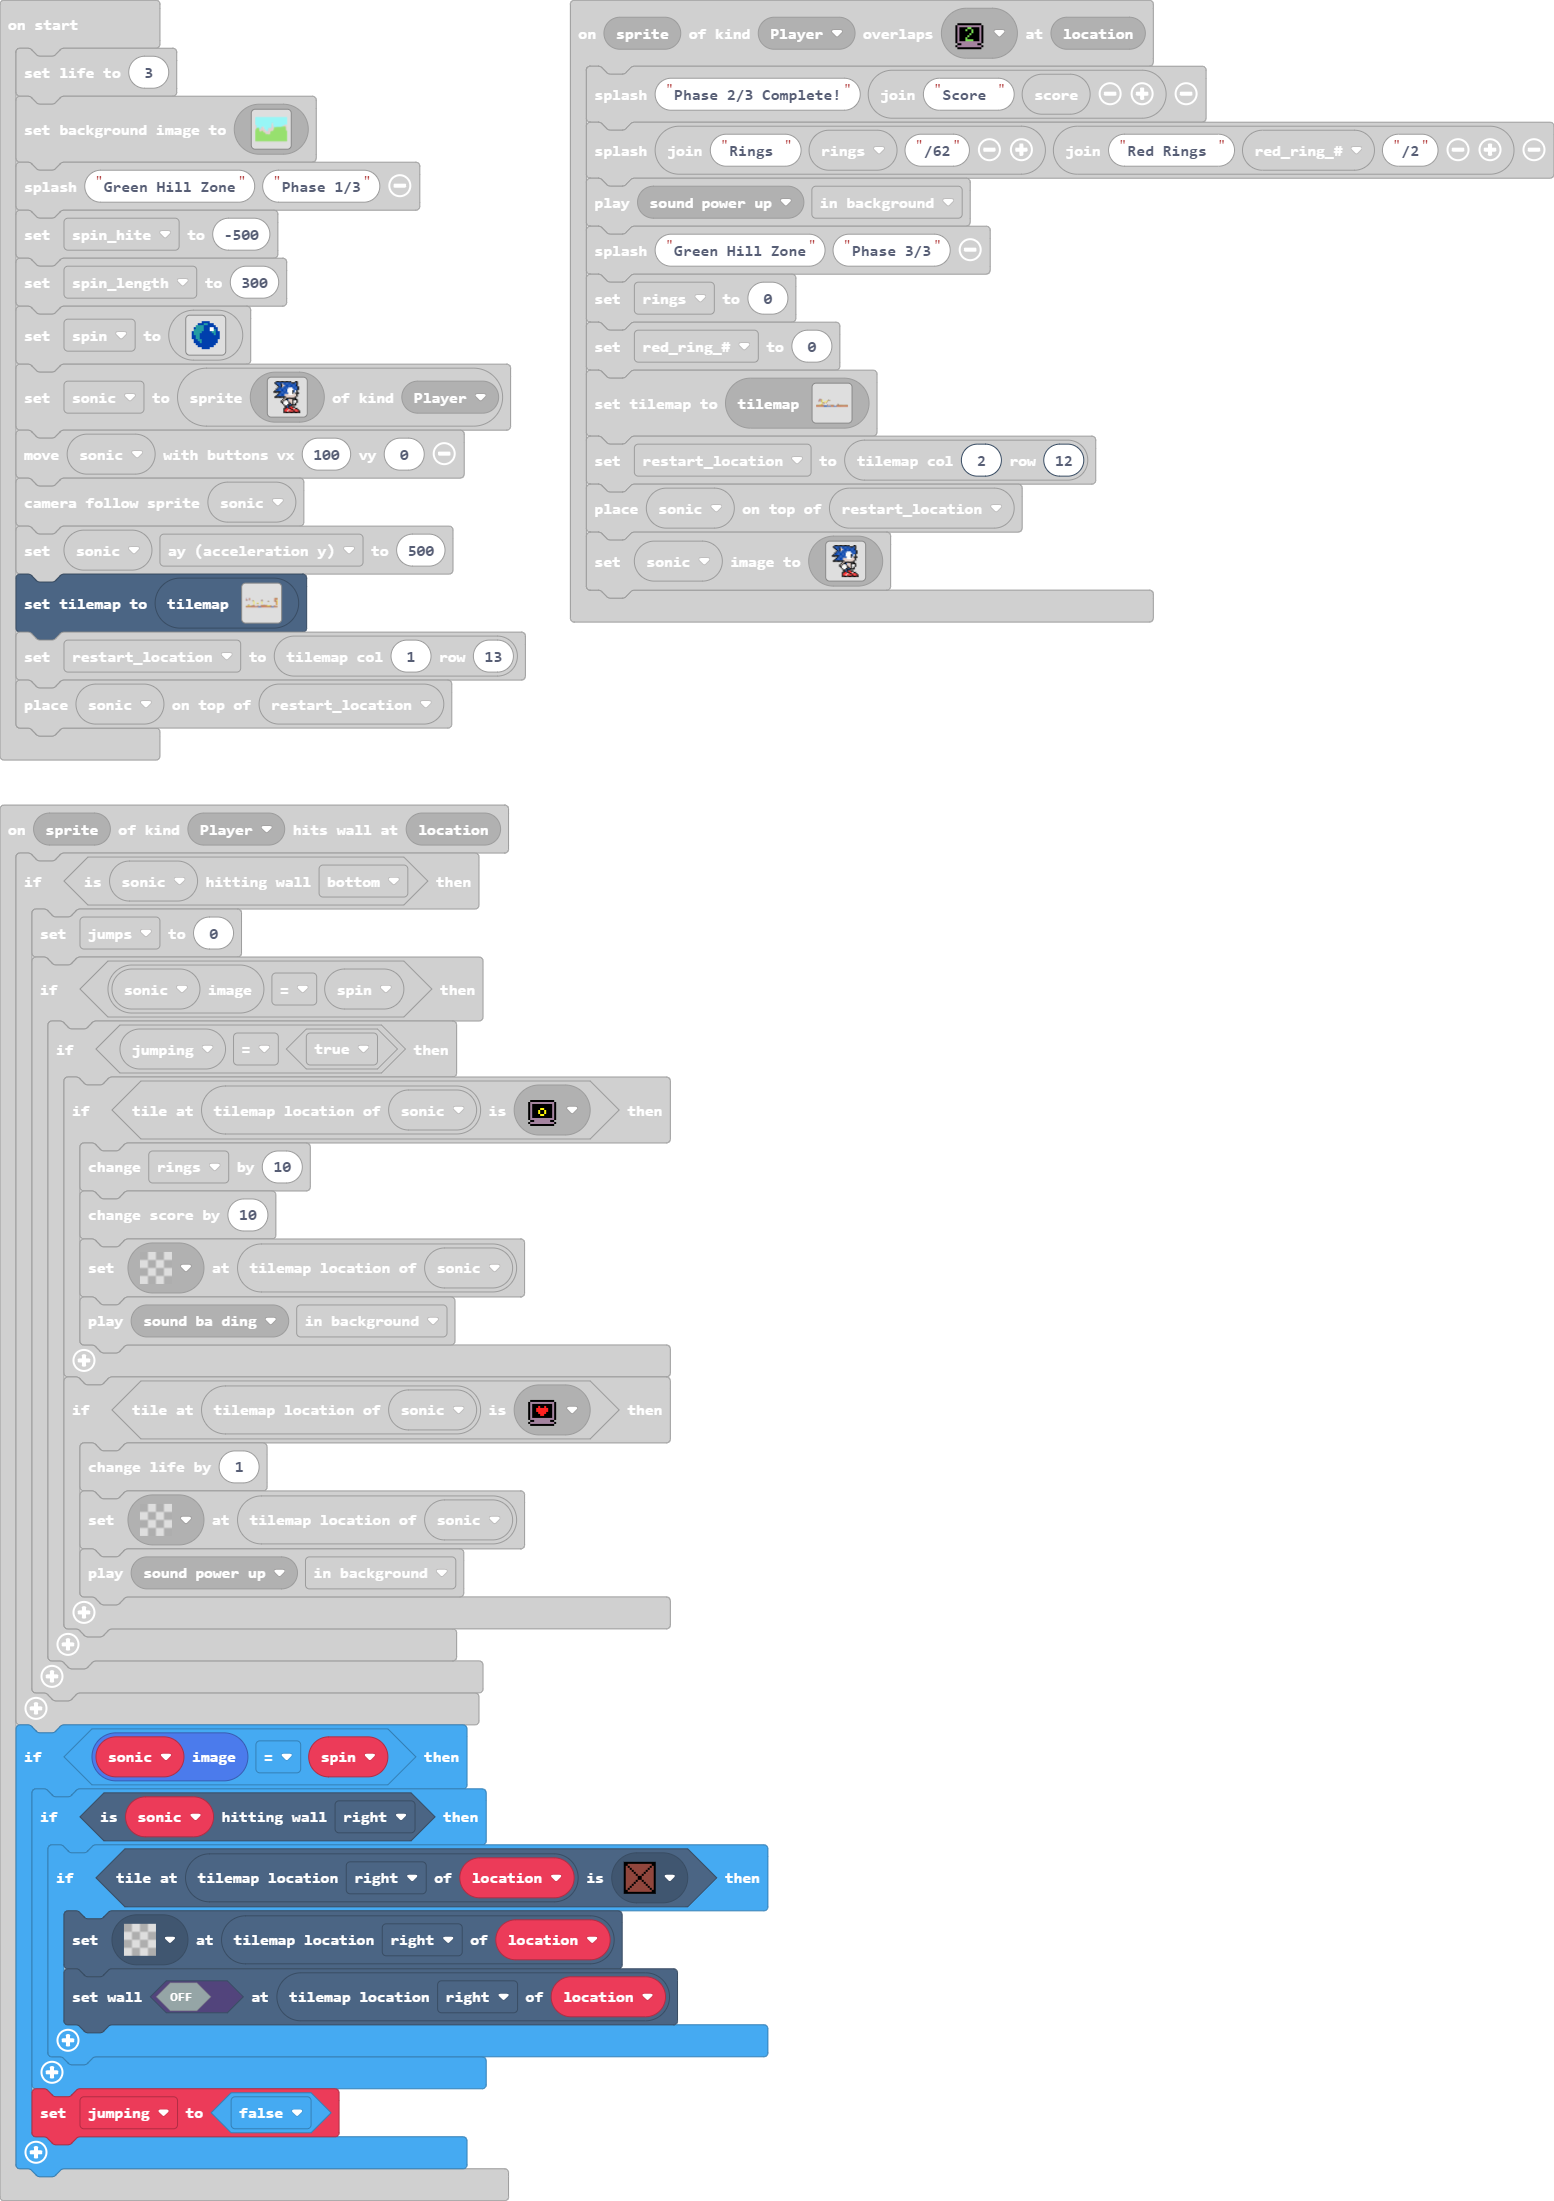 on start
set life to 3
set background image to
splash "Green Hill Zone" "Phase 1/3"
set spin_hite to -500
set spin_length to 300
set spin to
set sonic to sprite of kind Player
move sonic with buttons vx 100 vy 0
camera follow sprite sonic
set sonic ay (acceleration y) to 500
set tilemap to tilemap
set restart_location to tilemap col 1 row 13
place sonic on top of restart_location
on sprite of kind Player overlaps 2 at location
splash "Phase 2/3 Complete!" join "Score " score
splash join "Rings " rings "/62" join "Red Rings " red_ring_# "/2"
play sound power up in background
splash "Green Hill Zone" "Phase 3/3"
set rings to 0
set red_ring_# to 0
set tilemap to tilemap
set restart_location to tilemap col 2 row 12
place sonic on top of restart_location
set sonic image to
on sprite of kind Player hits wall at location
if is sonic hitting wall bottom then
set jumps to 0
if sonic image = spin then
if jumping = true then
if tile at tilemap location of sonic is then
change rings by 10
change score by 10
set at tilemap location of sonic
play sound ba ding in background
if tile at tilemap location of sonic is then
change life by 1
set at tilemap location of sonic
play sound power up in background
if sonic image = spin then
if is sonic hitting wall right then
if tile at tilemap location right of location is then
set at tilemap location right of location
set wall OFF at tilemap location right of location
set jumping to false